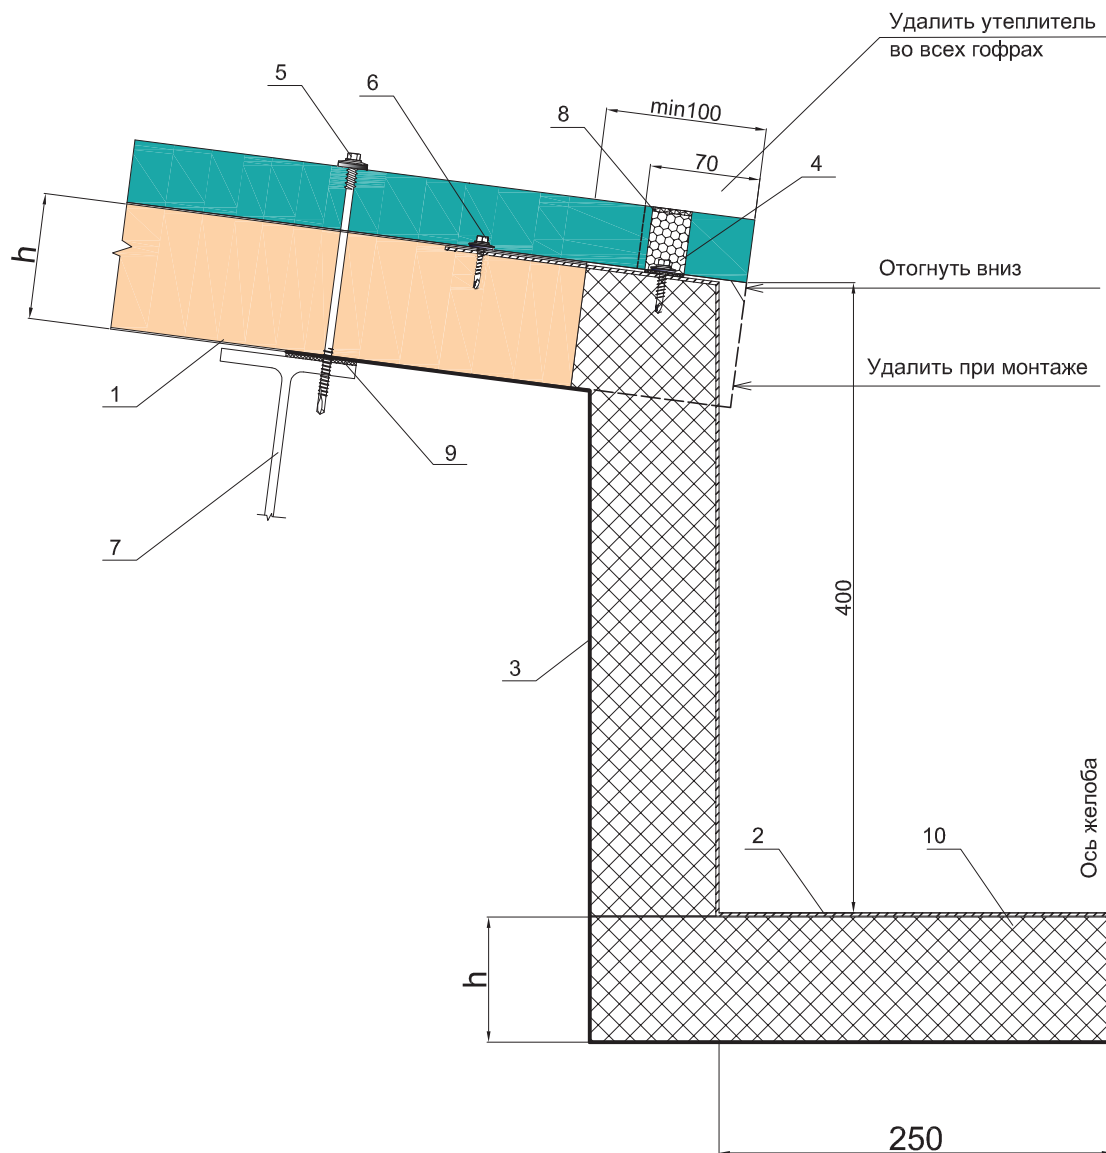 Удалить утеплитель
во всех гофрах
5
6
8
min100
70
4
h
Отогнуть вниз
Удалить при монтаже
1
9
7
400
3
Ось желоба
2
10
h
250